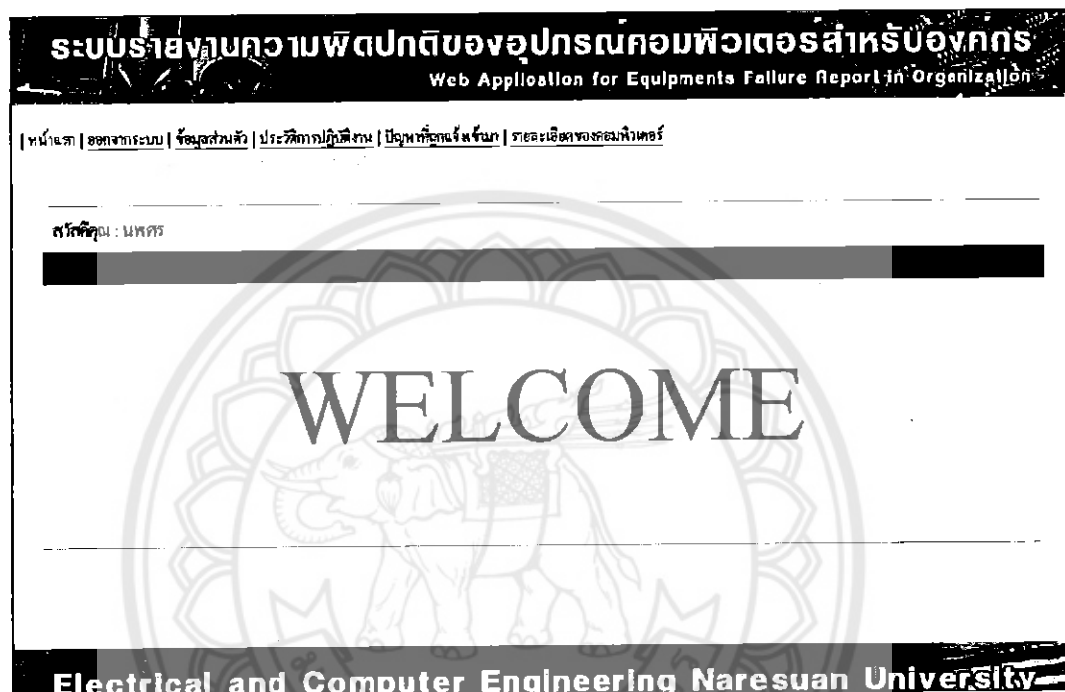 ระบบรายงานความผิดปกติของอุปกรณ์คอมพิวเตอร์สำหรับองค์กร
Web Application for Equipments Failure Report in Organization
| หน้าแรก | ออกจากระบบ | ข้อมูลส่วนตัว | ประวัติการปฏิบัติงาน | ปัญหาที่ถูกแจ้งเข้ามา | รายละเอียดของคอมพิวเตอร์
สวัสดีคุณ : นพศร
WELCOME
Electrical and Computer Engineering Naresuan University